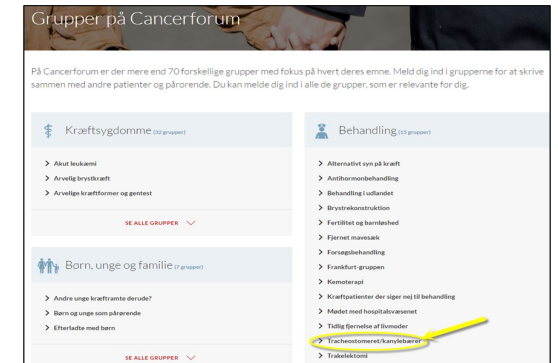 Grupper på Cancerforum
På Cancerforum er der mere end 70 forskellige grupper med fokus på hvert deres emne. Meld dig ind i grupperne for at skrive
sammen med andre patienter og pårørende. Du kan melde dig ind i alle de grupper, som er relevante for dig.
Kræftsygdomme (32 grupper)
Akut leukæmi
Arvelig brystkræft
Arvelige kræftformer og gentest
SE ALLE GRUPPER
Børn, unge og familie (7 grupper)
Andre unge kræftramte derude?
Børn og unge som pårørende
Efterladte med børn
SE ALLE GRUPPER
Behandling (15 grupper)
Alternativt syn på kræft
Antihormonbehandling
Behandling i udlandet
Brystrekonstruktion
Fertilitet og barnløshed
Fjernet mavesæk
Forsøgsbehandling
Frankfurt-gruppen
Kemoterapi
Kræftpatienter der siger nej til behandling
Mødet med hospitalsvæsenet
Tidlig fjernelse af livmoder
Tracheostomeret/kanylebærer
Trakelektomi